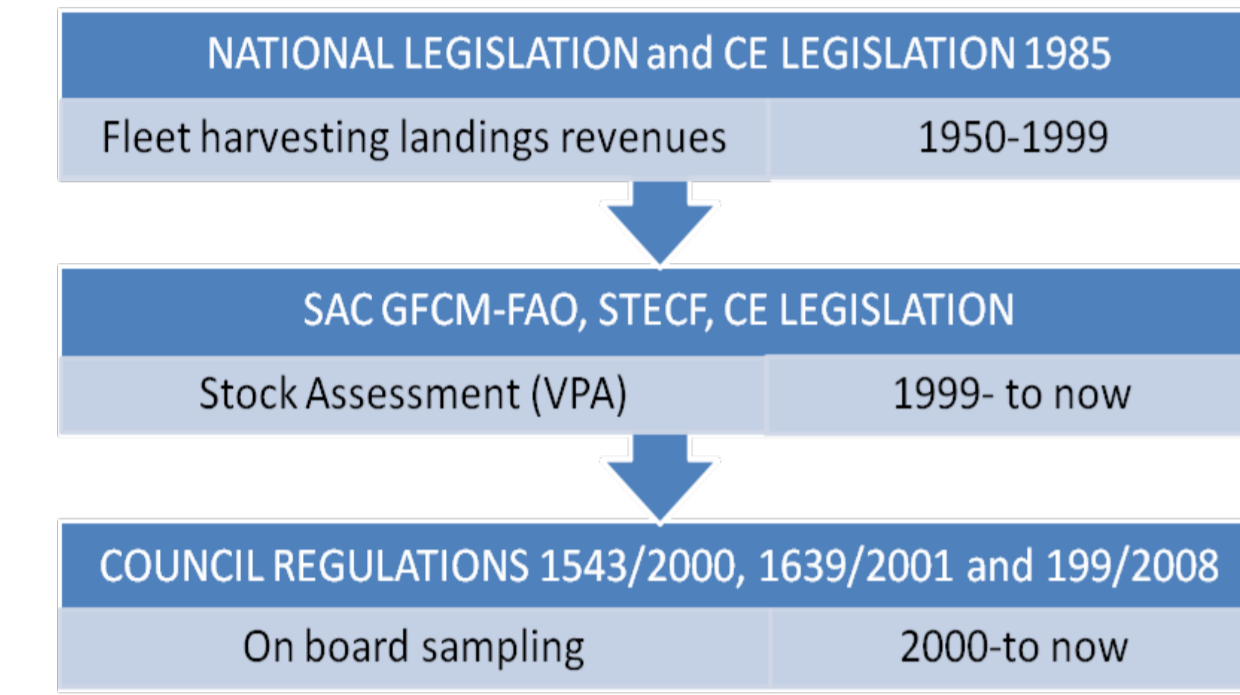 NATIONAL LEGISLATION and CE LEGISLATION 1985
Fleet harvesting landings revenues 1950-1999
SAC GFCM-FAO, STECF, CE LEGISLATION
Stock Assessment (VPA) 1999- to now
COUNCIL REGULATIONS 1543/2000, 1639/2001 and 199/2008
On board sampling 2000-to now